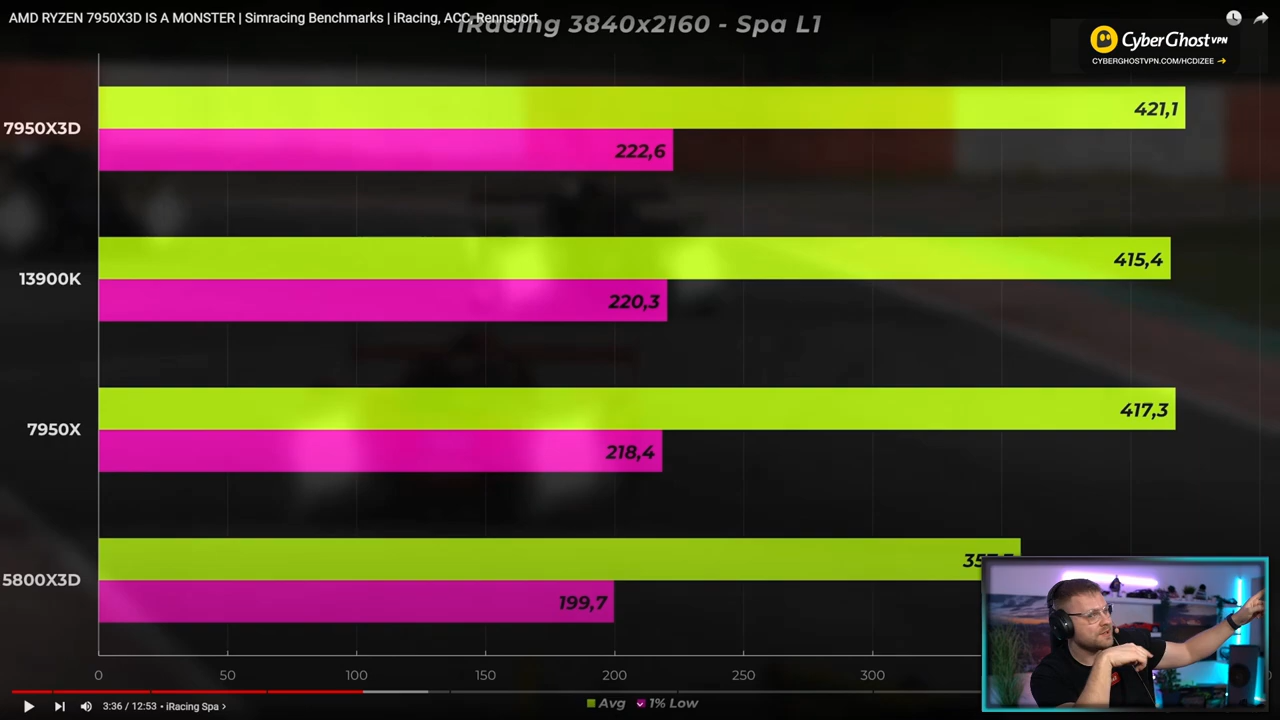 AMD RYZEN 7950X3D IS A MONSTER | Simracing Benchmarks | iRacing, ACC, Rennsport
iRacing 3840x2160 - Spa L1
CyberGhost VPN
CYBERGHOSTVPN.COM/HCDIZEE
421,1
7950X3D
222,6
415,4
13900K
220,3
417,3
7950X
218,4
5800X3D
199,7
0 50 100 150 200 250 300
Avg 1% Low
3:36 / 12:53 • iRacing Spa